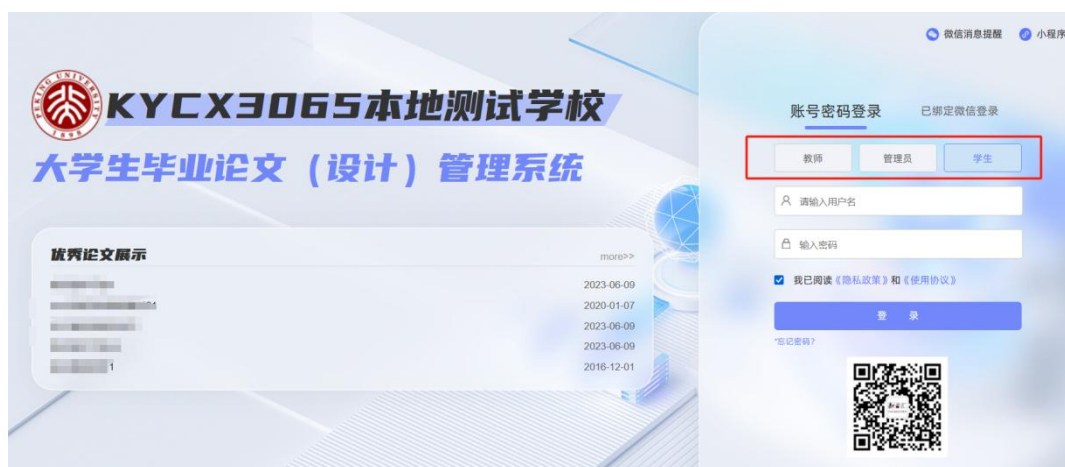 微信消息提醒 小程序
PEKING UNIVERSITY
1898
KYCX3065本地测试学校
大学生毕业论文（设计）管理系统
优秀论文展示 more>>
2023-06-09
2020-01-07
2023-06-09
2023-06-09
1 2016-12-01
账号密码登录 已绑定微信登录
教师 管理员 学生
请输入用户名
输入密码
我已阅读《隐私政策》和《使用协议》
登 录
*忘记密码?